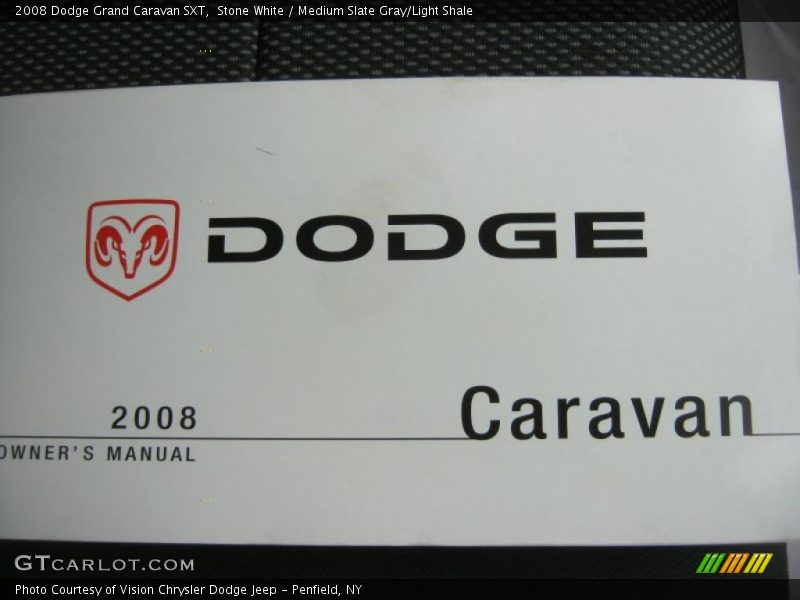 2008 Dodge Grand Caravan SXT,  Stone White / Medium Slate Gray/Light Shale
DODGE
2008
Caravan
OWNER'S MANUAL
GTCARLOT.COM
Photo Courtesy of Vision Chrysler Dodge Jeep - Penfield, NY